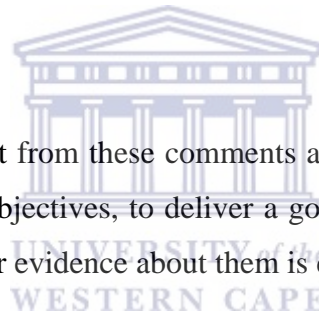 t from these comments a
bjectives, to deliver a go
UNIVERSITY of the
r evidence about them is
WESTERN CAPE